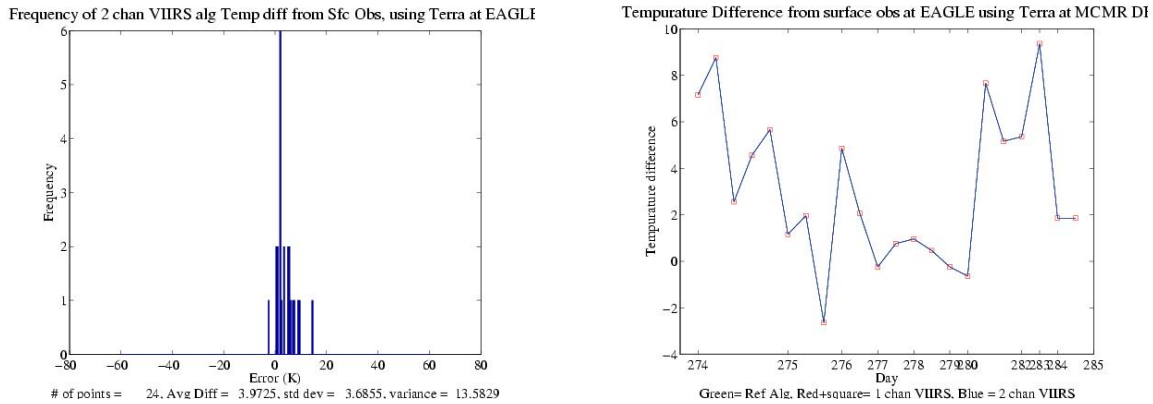 Frequency of 2 chan VIIRS alg Temp diff from Sfc Obs, using Terra at EAGLE
6
5
4
3
2
1
0
Frequency
−80 −60 −40 −20 0 20 40 60 80
Error (K)
# of points = 24, Avg Diff = 3.9725, std dev = 3.6855, variance = 13.5829
Tempurature Difference from surface obs at EAGLE using Terra at MCMR
10
8
6
4
2
0
−2
−4
Tempurature difference
274 275 276 277 278 279 280 282 283 284 285
Day
Green= Ref Alg, Red+square= 1 chan VIIRS, Blue = 2 chan VIIRS